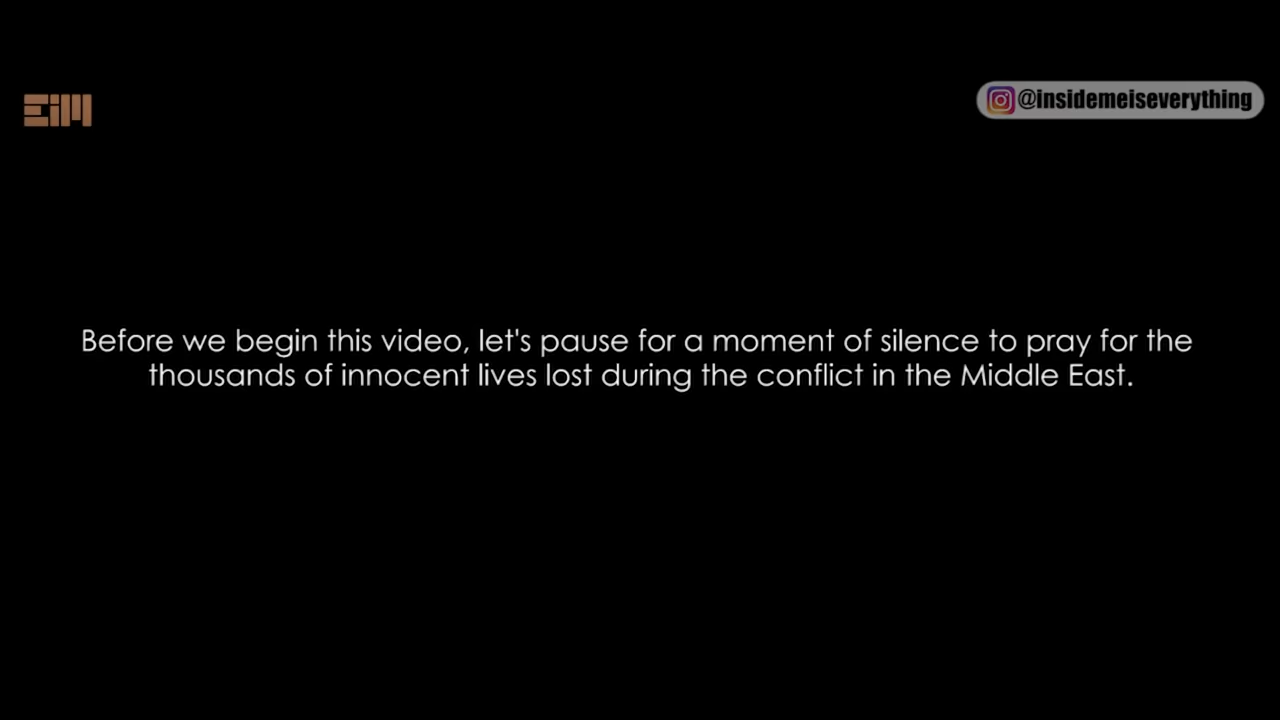 EiM
@insidemeiseverything
Before we begin this video, let's pause for a moment of silence to pray for the
thousands of innocent lives lost during the conflict in the Middle East.